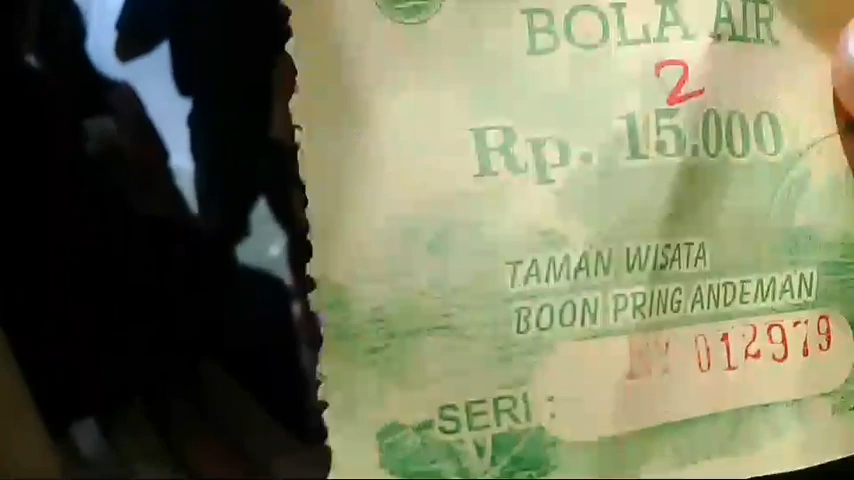 BOLA AIR
2
Rp. 15.000
TAMAN WISATA
BOON PRING ANDEMAN
012979
SERI :